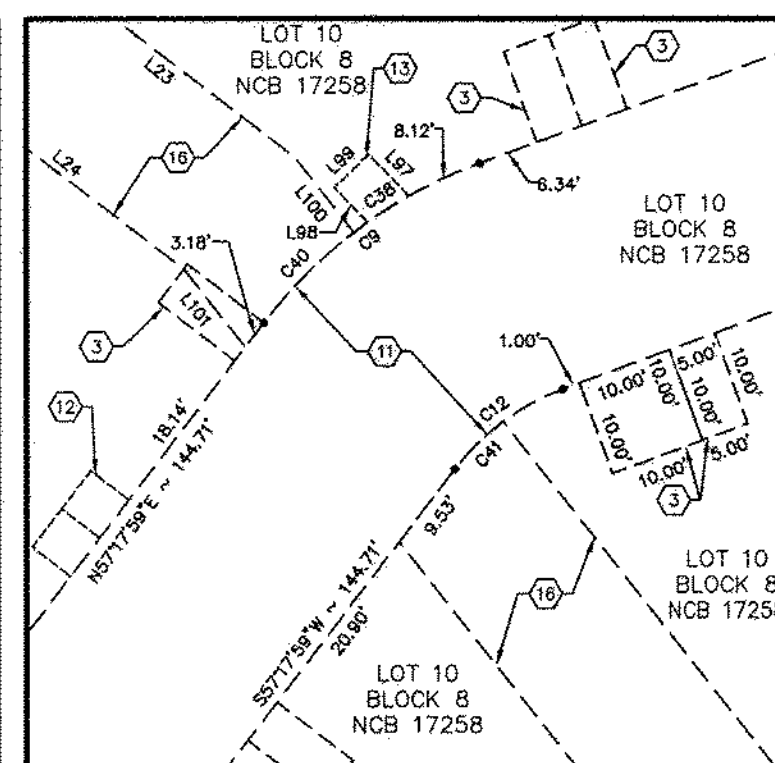 LOT 10
BLOCK 8
NCB 17258
L23
13
3
3
16
L24
L99
L97
8.12'
6.34'
C38
L100
L98
C9
3.18'
C40
LOT 10
BLOCK 8
NCB 17258
L101
3
11
1.00'
12
18.14'
N57°17'59"E ~ 144.71'
C12
C41
10.00'
10.00'
5.00'
10.00'
10.00'
10.00'
10.00'
5.00'
3
9.53'
S57°17'59"W ~ 144.71'
20.90'
16
LOT 10
BLOCK 8
NCB 17258
LOT 10
BLOCK 8
NCB 17258